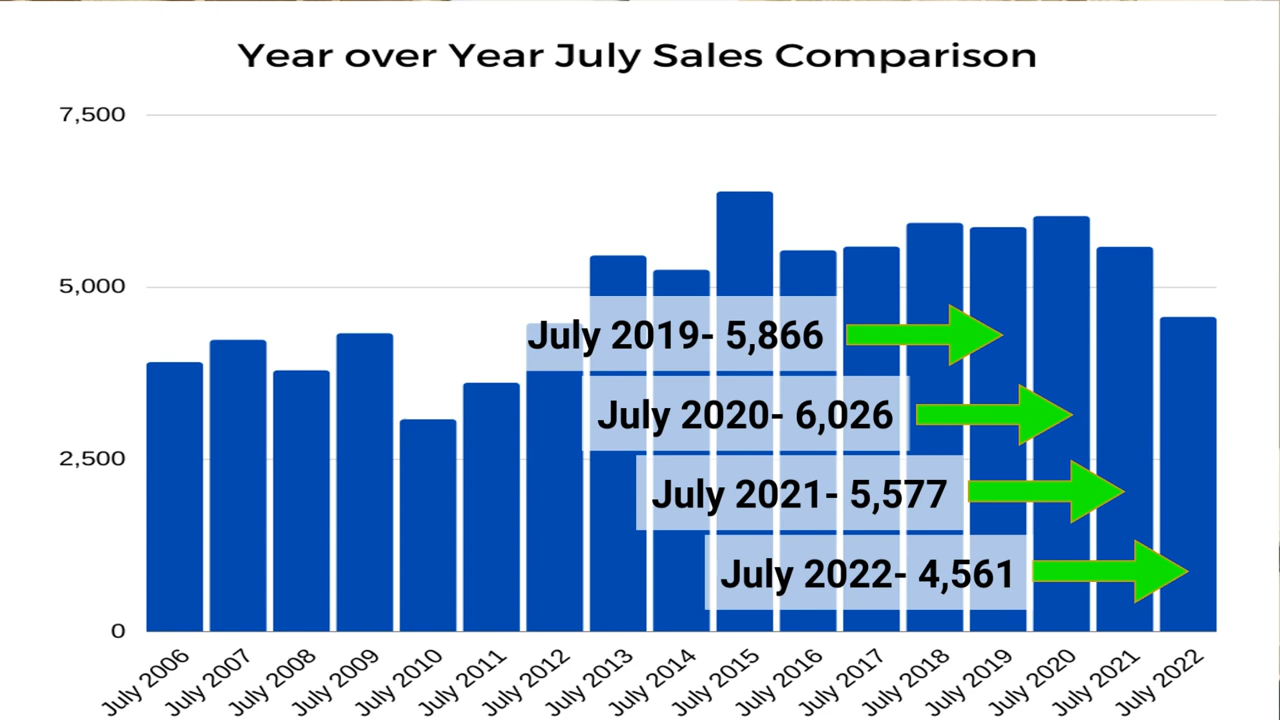 Year over Year July Sales Comparison
7,500
5,000
2,500
0
July 2019- 5,866
July 2020- 6,026
July 2021- 5,577
July 2022- 4,561
July 2006
July 2007
July 2008
July 2009
July 2010
July 2011
July 2012
July 2013
July 2014
July 2015
July 2016
July 2017
July 2018
July 2019
July 2020
July 2021
July 2022